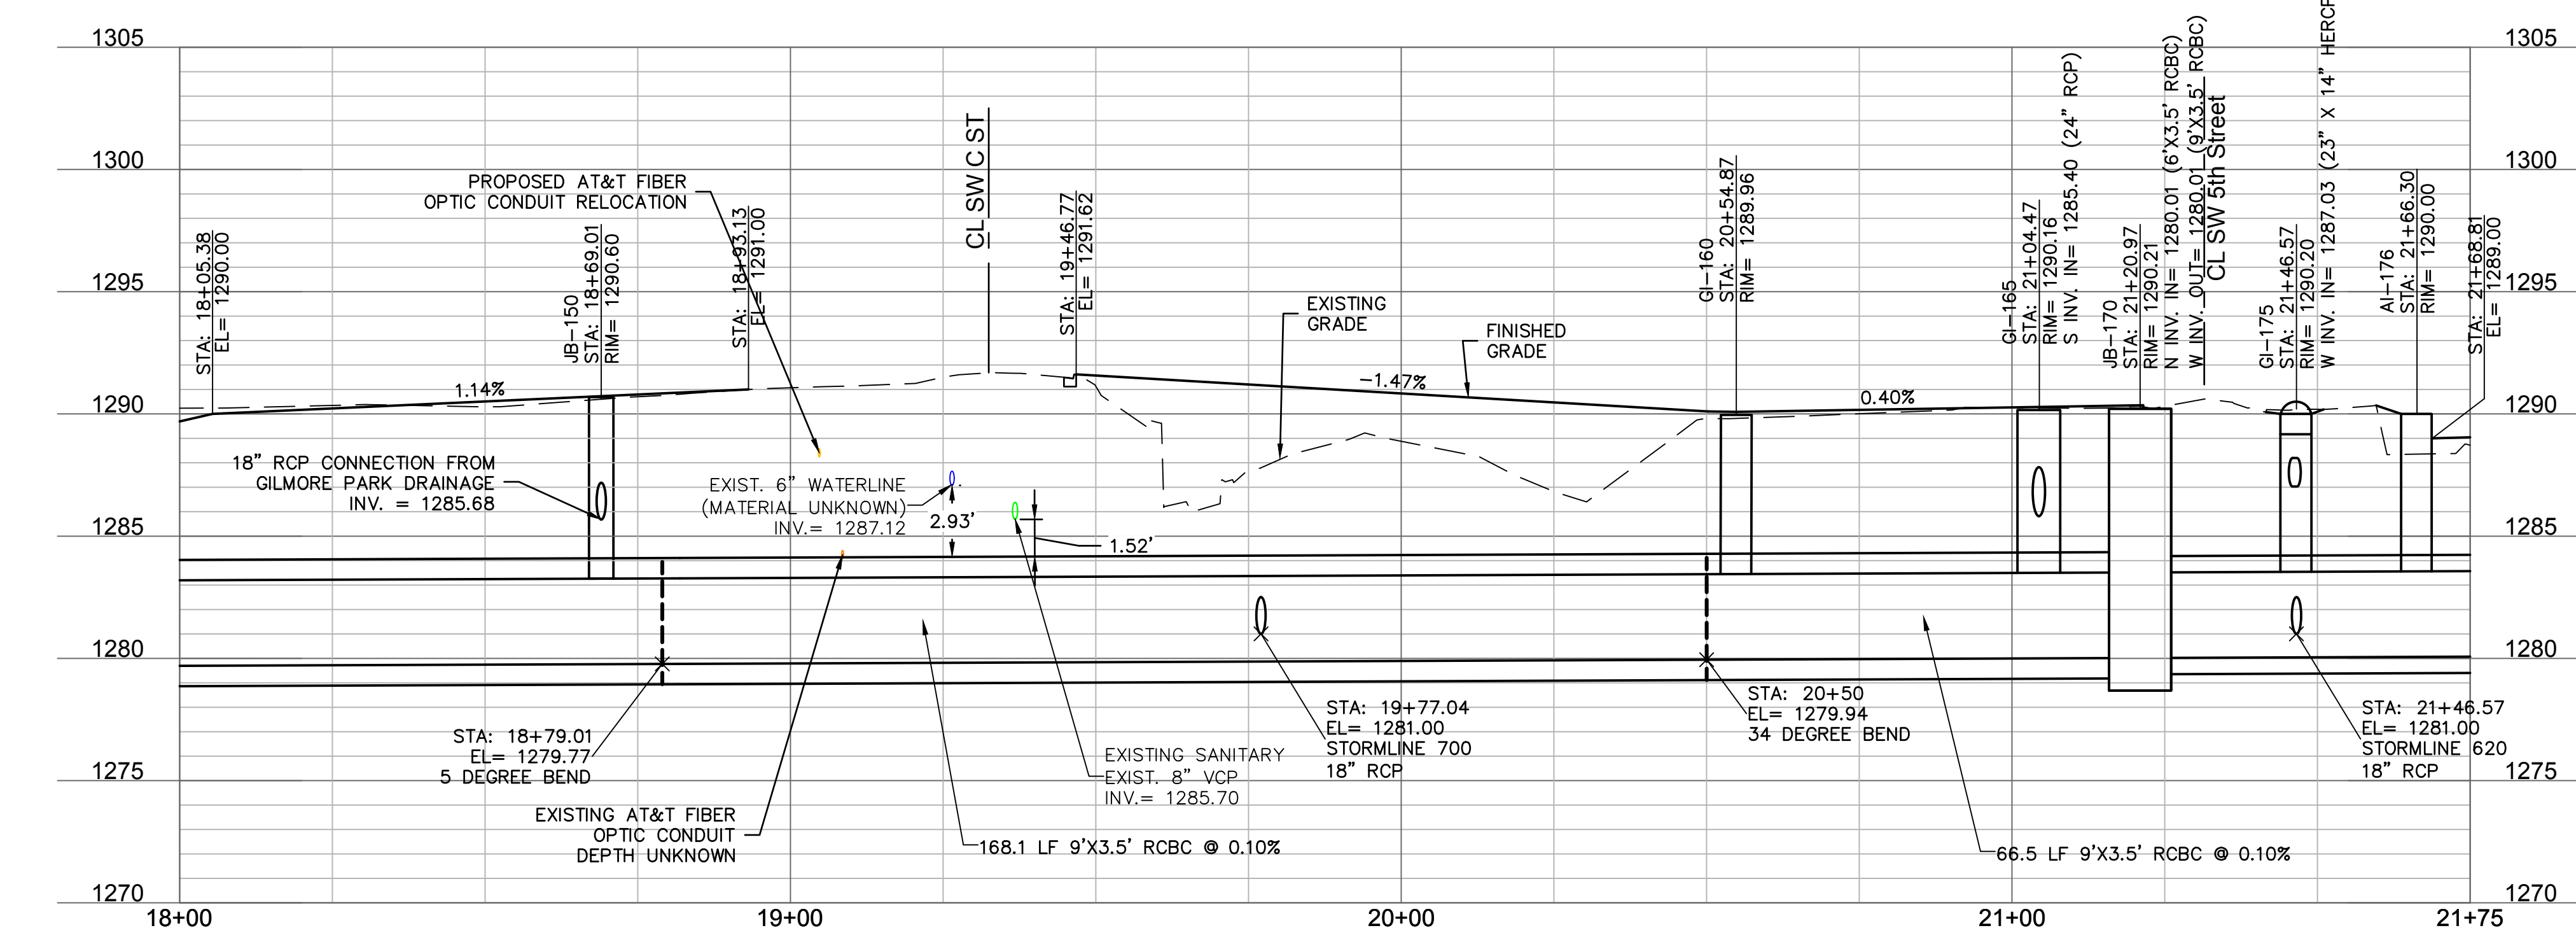 1305
1300
1295
1290
1285
1280
1275
1270
1305
1300
1295
1290
1285
1280
1275
1270
18+00
19+00
20+00
21+00
21+75
STA: 18+05.38
EL= 1290.00
1.14%
JB-150
STA: 18+69.01
RIM= 1290.60
PROPOSED AT&T FIBER
OPTIC CONDUIT RELOCATION
STA: 18+93.13
EL= 1291.00
CL SW C ST
STA: 19+46.77
EL= 1291.62
EXISTING
GRADE
FINISHED
GRADE
-1.47%
GI-160
STA: 20+54.87
RIM= 1289.96
0.40%
GI-165
STA: 21+04.47
RIM= 1290.16
S INV. IN= 1285.40 (24" RCP)
JB-170
STA: 21+20.97
RIM= 1290.21
N INV. IN= 1280.01 (6'X3.5' RCBC)
W INV. OUT= 1280.01 (9'X3.5' RCBC)
CL SW 5th Street
GI-175
STA: 21+46.57
RIM= 1290.20
W INV. IN= 1287.03 (23" X 14" HERCP
AI-176
STA: 21+66.30
RIM= 1290.00
STA: 21+68.81
EL= 1289.00
18" RCP CONNECTION FROM
GILMORE PARK DRAINAGE
INV. = 1285.68
EXIST. 6" WATERLINE
(MATERIAL UNKNOWN)
INV.= 1287.12
2.93'
1.52'
STA: 18+79.01
EL= 1279.77
5 DEGREE BEND
EXISTING AT&T FIBER
OPTIC CONDUIT
DEPTH UNKNOWN
168.1 LF 9'X3.5' RCBC @ 0.10%
EXISTING SANITARY
EXIST. 8" VCP
INV.= 1285.70
STA: 19+77.04
EL= 1281.00
STORMLINE 700
18" RCP
STA: 20+50
EL= 1279.94
34 DEGREE BEND
66.5 LF 9'X3.5' RCBC @ 0.10%
STA: 21+46.57
EL= 1281.00
STORMLINE 620
18" RCP